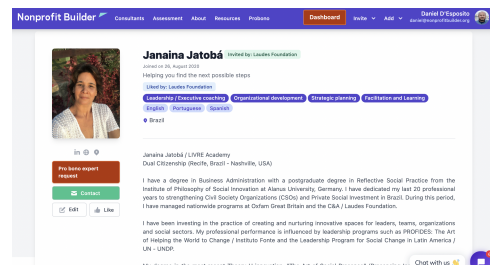 Nonprofit Builder
Consultants Assessment About Resources Probono
Dashboard
Invite Add
Daniel D'Esposito
daniel@nonprofitbuilder.org
Janaina Jatobá Invited by: Laudes Foundation
Joined on 26, August 2020
Helping you find the next possible steps
Liked by: Laudes Foundation
Leadership / Executive coaching Organizational development Strategic planning Facilitation and Learning
English Portuguese Spanish
Brazil
in
Pro bono expert
request
Contact
Edit Like
Janaina Jatobá / LIVRE Academy
Dual Citizenship (Recife, Brazil - Nashville, USA)
I have a degree in Business Administration with a postgraduate degree in Reflective Social Practice from the
Institute of Philosophy of Social Innovation at Alanus University, Germany. I have dedicated my last 20 professional
years to strengthening Civil Society Organizations (CSOs) and Private Social Investment in Brazil. During this period,
I have managed nationwide programs at Oxfam Great Britain and the C&A / Laudes Foundation.
I have been investing in the practice of creating and nurturing innovative spaces for leaders, teams, organizations
and social sectors. My professional performance is influenced by leadership programs such as PROFIDES: The Art
of Helping the World to Change / Instituto Fonte and the Leadership Program for Social Change in Latin America /
UN - UNDP.
Chat with us